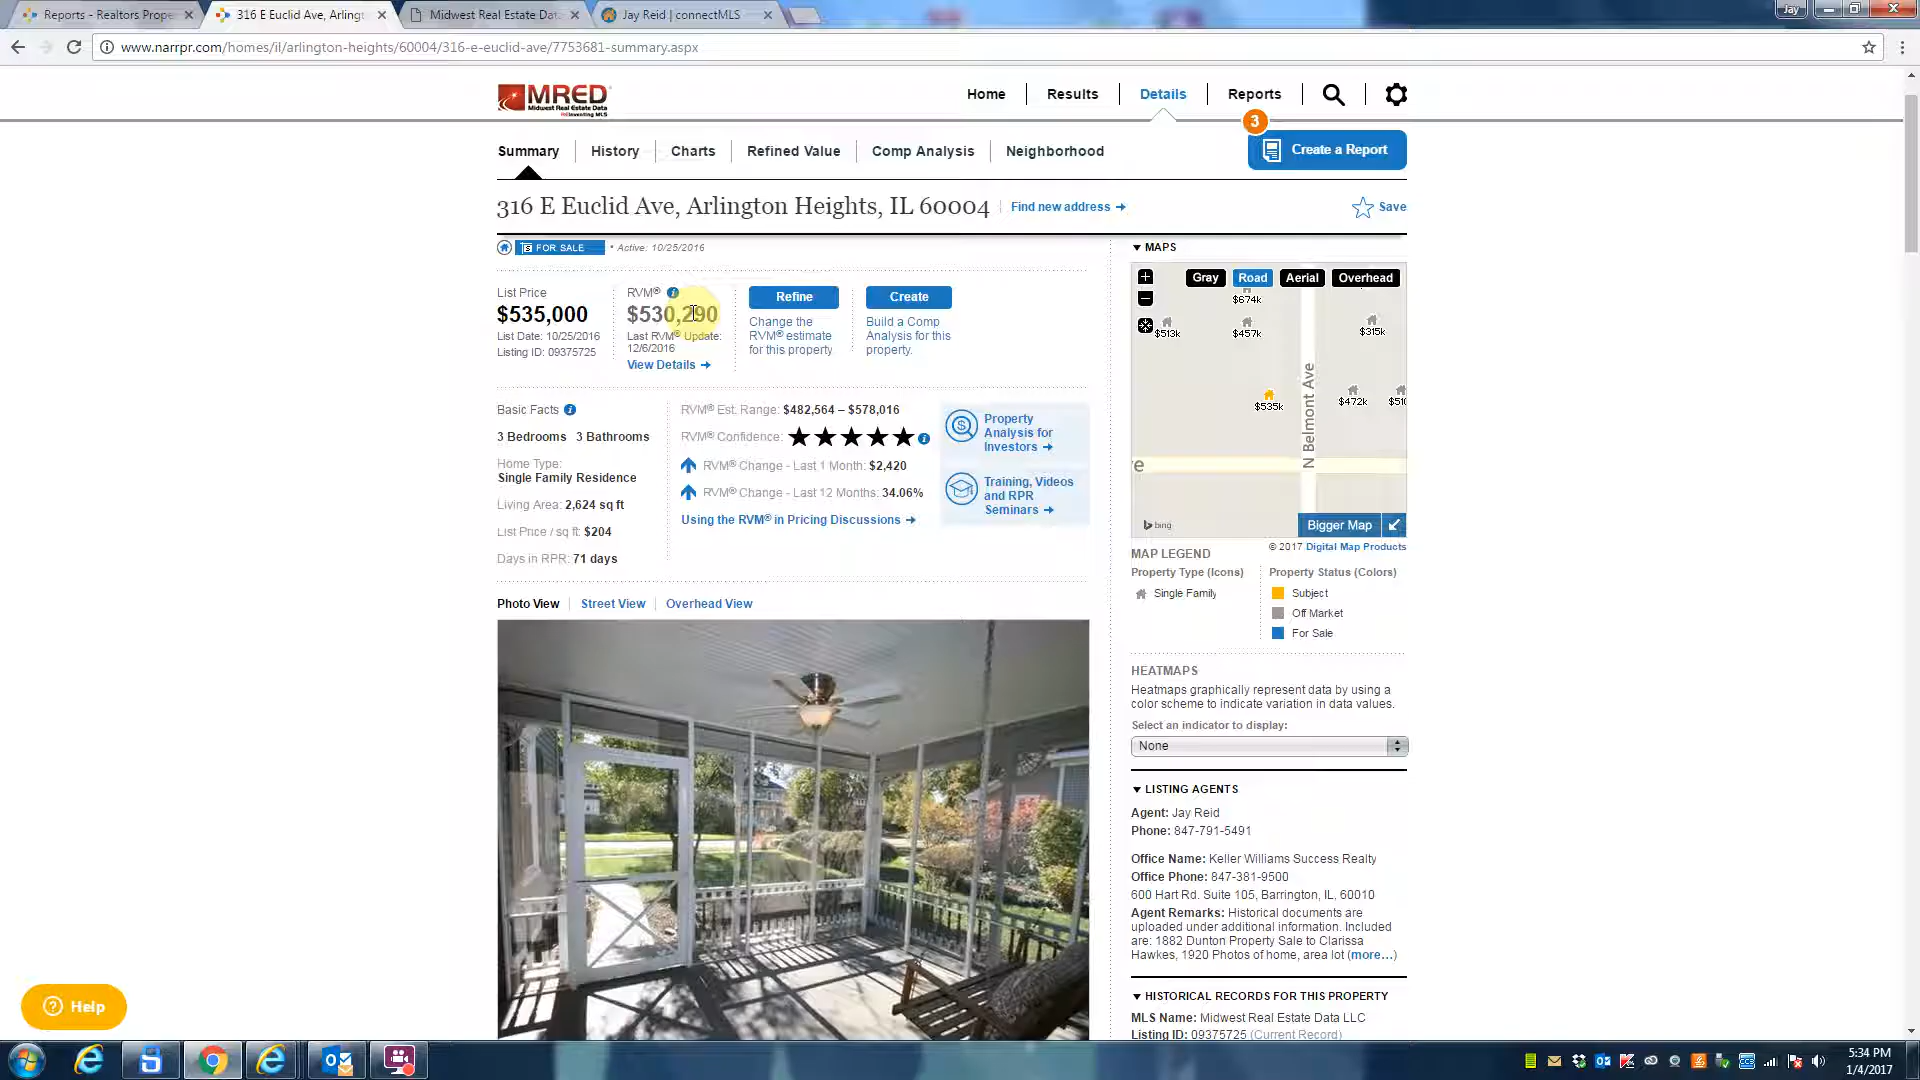 Reports - Realtors Prope
316 E Euclid Ave, Arlingt
Midwest Real Estate Dat
Jay Reid | connectMLS
Jay
www.narrpr.com/homes/il/arlington-heights/60004/316-e-euclid-ave/7753681-summary.aspx
MRED
Midwest Real Estate Data
Home
Results
Details
Reports
3
Summary
History
Charts
Refined Value
Comp Analysis
Neighborhood
Create a Report
316 E Euclid Ave, Arlington Heights, IL 60004
Find new address
Save
FOR SALE
• Active: 10/25/2016
List Price
$535,000
List Date: 10/25/2016
Listing ID: 09375725
RVM®
$530,290
Last RVM® Update:
12/6/2016
View Details
Refine
Change the
RVM® estimate
for this property
Create
Build a Comp
Analysis for this
property.
Basic Facts
3 Bedrooms 3 Bathrooms
Home Type:
Single Family Residence
Living Area: 2,624 sq ft
List Price / sq ft: $204
Days in RPR: 71 days
RVM® Est. Range: $482,564 – $578,016
RVM® Confidence:
RVM® Change - Last 1 Month: $2,420
RVM® Change - Last 12 Months: 34.06%
Using the RVM® in Pricing Discussions
Property
Analysis for
Investors
Training, Videos
and RPR
Seminars
Photo View
Street View
Overhead View
MAPS
Gray
Road
Aerial
Overhead
$674k
$513k
$457k
$315k
$535k
$472k
N Belmont Ave
bing
Bigger Map
© 2017 Digital Map Products
MAP LEGEND
Property Type (Icons)
Single Family
Property Status (Colors)
Subject
Off Market
For Sale
HEATMAPS
Heatmaps graphically represent data by using a
color scheme to indicate variation in data values.
Select an indicator to display:
None
LISTING AGENTS
Agent: Jay Reid
Phone: 847-791-5491
Office Name: Keller Williams Success Realty
Office Phone: 847-381-9500
600 Hart Rd. Suite 105, Barrington, IL, 60010
Agent Remarks: Historical documents are
uploaded under additional information. Included
are: 1882 Dunton Property Sale to Clarissa
Hawkes, 1920 Photos of home, area lot (more…)
HISTORICAL RECORDS FOR THIS PROPERTY
MLS Name: Midwest Real Estate Data LLC
Listing ID: 09375725 (Current Record)
Help
5:34 PM
1/4/2017